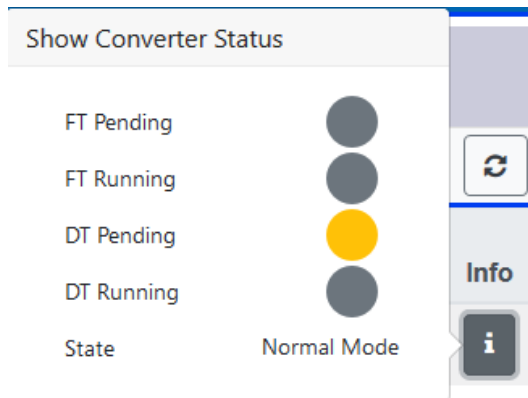 Show Converter Status
FT Pending
FT Running
DT Pending
DT Running
State Normal Mode
Info
i